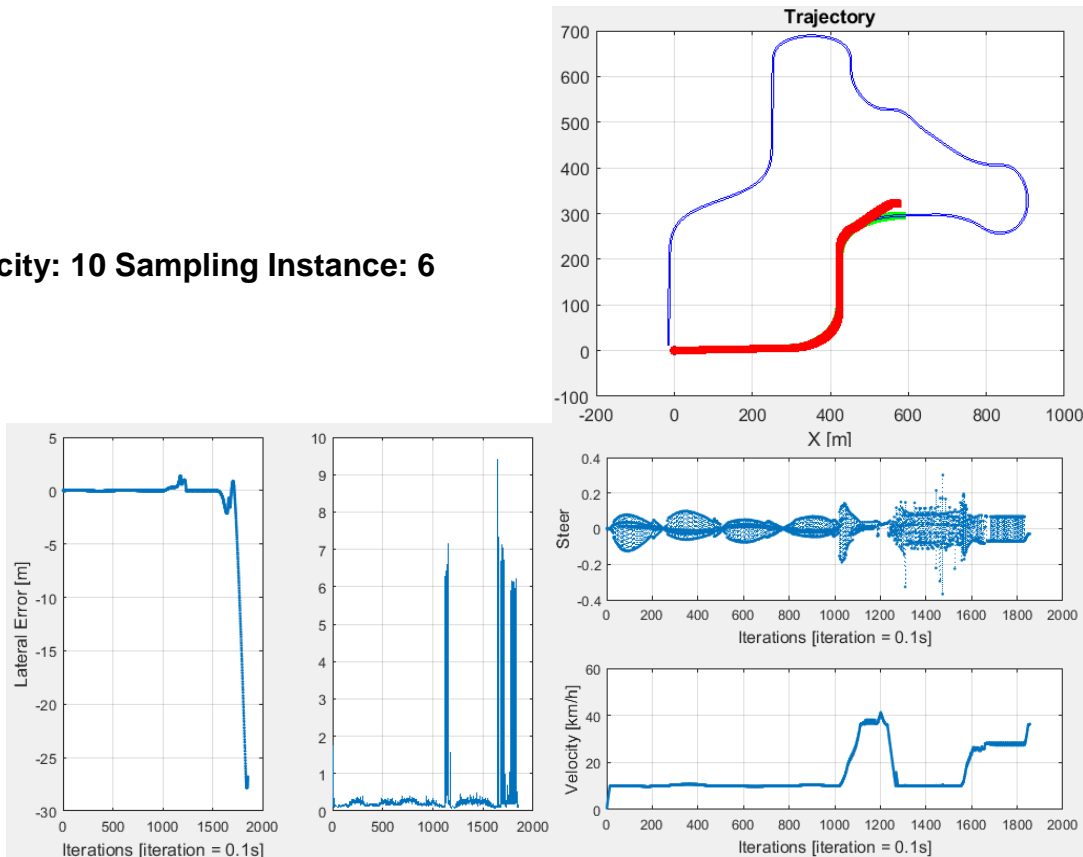 Trajectory
700
600
500
400
300
200
100
0
-100
-200 0 200 400 600 800 1000
X [m]
city: 10 Sampling Instance: 6
5
0
-5
-10
-15
-20
-25
-30
Lateral Error [m]
0 500 1000 1500 2000
Iterations [iteration = 0.1s]
10
9
8
7
6
5
4
3
2
1
0
0 500 1000 1500 2000
0.4
0.2
0
-0.2
-0.4
Steer
0 200 400 600 800 1000 1200 1400 1600 1800 2000
Iterations [iteration = 0.1s]
60
40
20
0
Velocity [km/h]
0 200 400 600 800 1000 1200 1400 1600 1800 2000
Iterations [iteration = 0.1s]